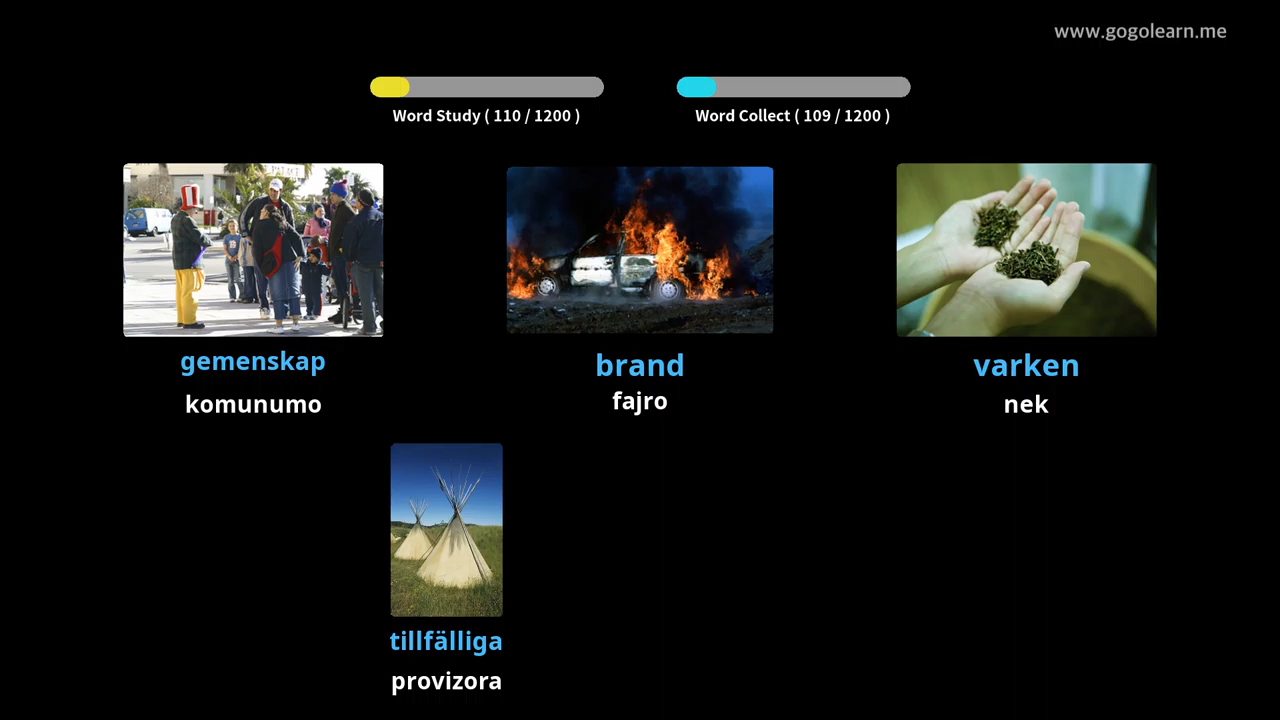 www.gogolearn.me
Word Study ( 110 / 1200 )
Word Collect ( 109 / 1200 )
gemenskap
brand
varken
komunumo
fajro
nek
tillfälliga
provizora